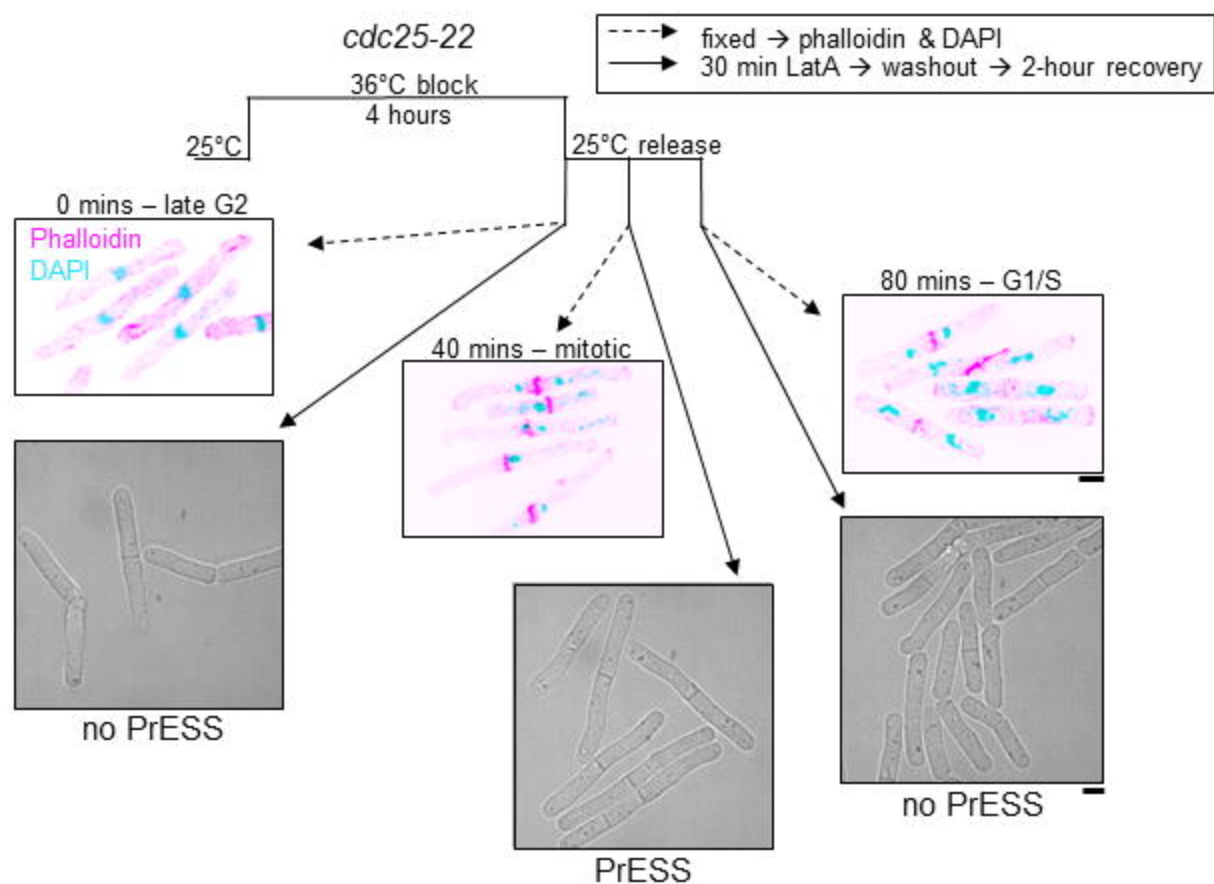 cdc25-22
fixed → phalloidin & DAPI
30 min LatA → washout → 2-hour recovery
36°C block
4 hours
25°C
25°C release
0 mins – late G2
Phalloidin
DAPI
80 mins – G1/S
40 mins – mitotic
no PrESS
no PrESS
PrESS